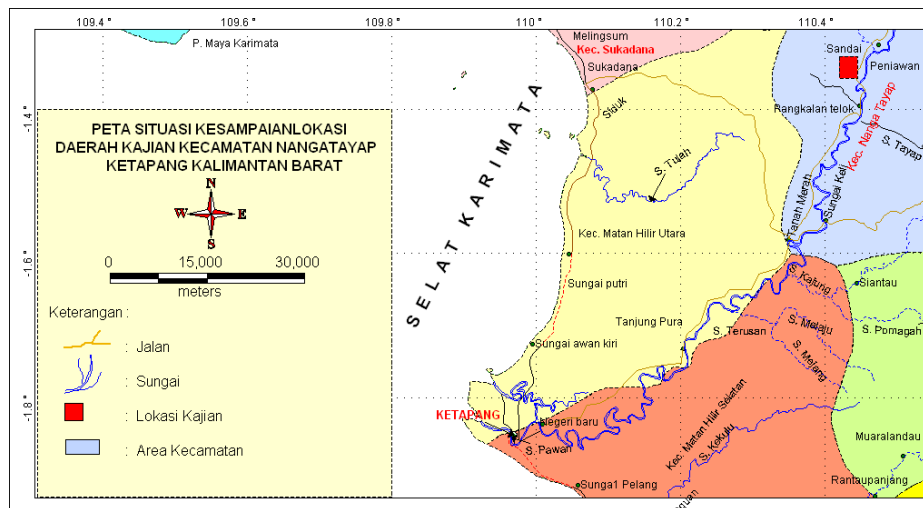 109.4
109.6
109.8
110.
110.2
110.4
P. Maya Karimata
Melingsum
Kec. Sukadana
Sukadana
Sandai
Peniawan
-1.4
PETA SITUASI KESAMPAIANLOKASI
DAERAH KAJIAN KECAMATAN NANGATAYAP
KETAPANG KALIMANTAN BARAT
N
W
E
S
0 15,000 30,000
meters
Keterangan :
: Jalan
: Sungai
: Lokasi Kajian
: Area Kecamatan
SELAT KARIMATA
Siduk
Rangkalan telok
Kec. Nanga Tayap
S. Tayap
S. Tulah
Sungai Kel
Tanah Merah
Kec. Matan Hilir Utara
-1.6
Sungai putri
S. Kajung
Siantau
Tanjung Pura
S. Terusan
S. Melaju
S. Pomagah
Sungai awan kiri
S. Melang
-1.8
KETAPANG
Negeri baru
S. Pawan
Kec. Matan Hilir Selatan
S. Kekulu
Muaralandau
Sunga1 Pelang
Rantaupanjang